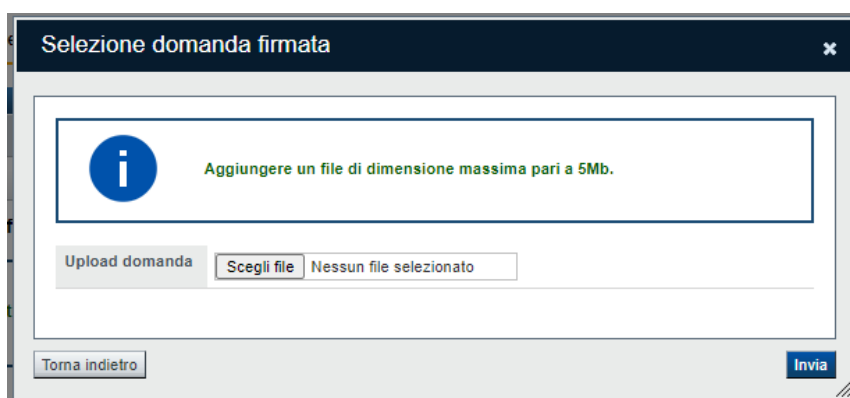 Selezione domanda firmata
Aggiungere un file di dimensione massima pari a 5Mb.
Upload domanda
Scegli file Nessun file selezionato
Torna indietro
Invia